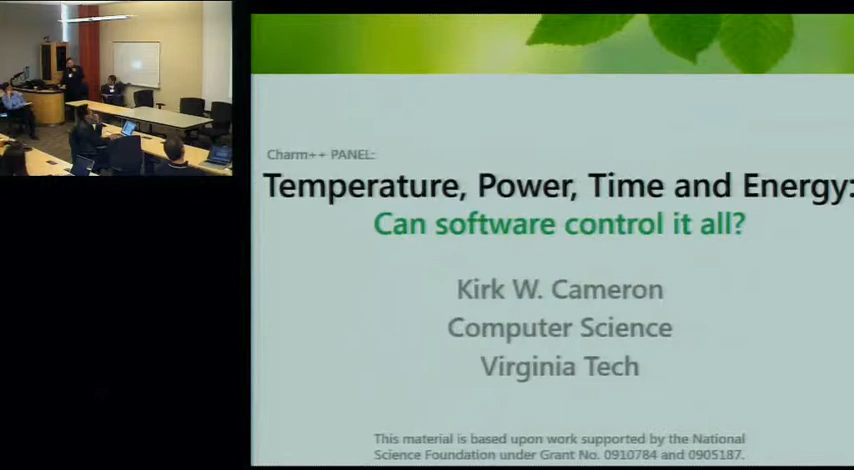 Charm++ PANEL:
Temperature, Power, Time and Energy:
Can software control it all?
Kirk W. Cameron
Computer Science
Virginia Tech
This material is based upon work supported by the National
Science Foundation under Grant No. 0910784 and 0905187.